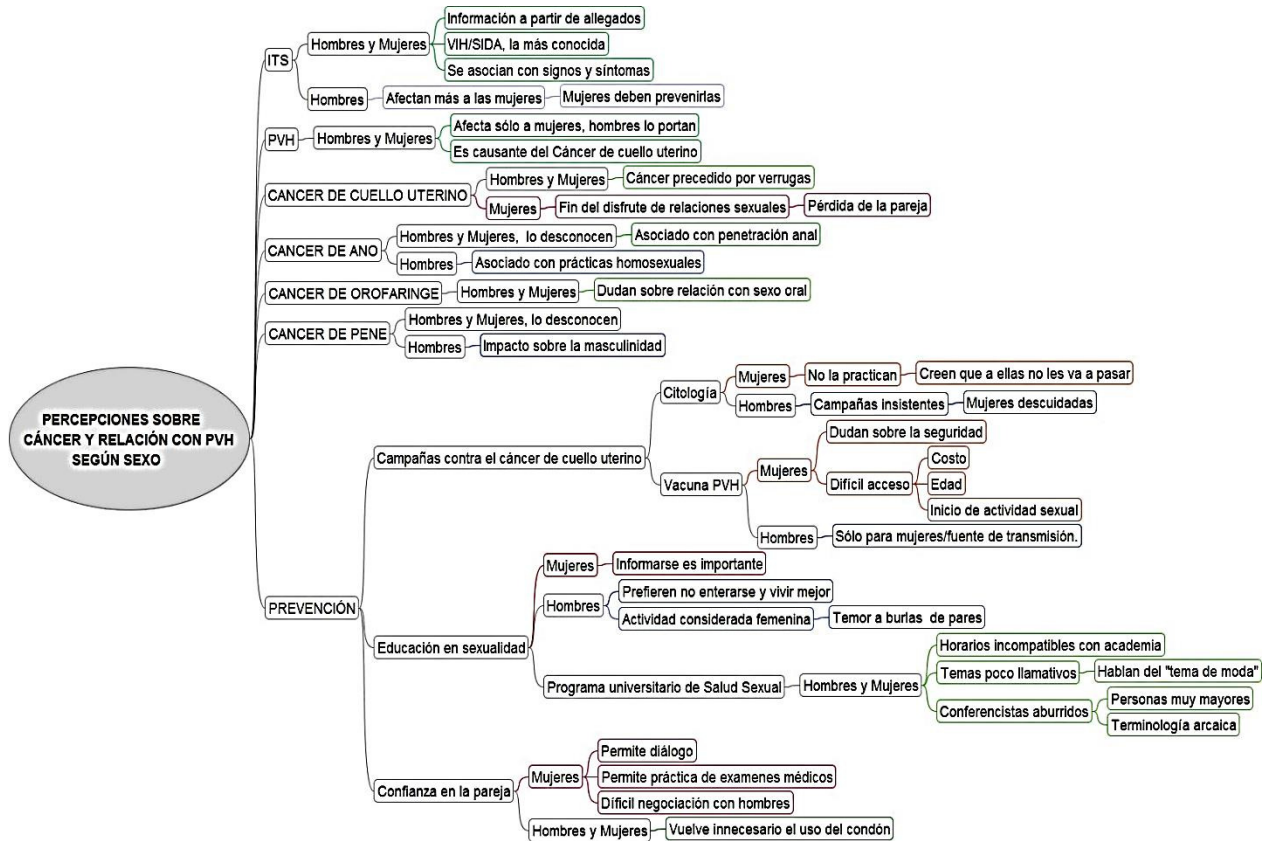 Información a partir de allegados
Hombres y Mujeres
VIH/SIDA, la más conocida
ITS
Se asocian con signos y síntomas
Hombres
Afectan más a las mujeres
Mujeres deben prevenirlas
Afecta sólo a mujeres, hombres lo portan
PVH
Hombres y Mujeres
Es causante del Cáncer de cuello uterino
Hombres y Mujeres
Cáncer precedido por verrugas
CANCER DE CUELLO UTERINO
Mujeres
Fin del disfrute de relaciones sexuales
Pérdida de la pareja
Hombres y Mujeres, lo desconocen
Asociado con penetración anal
CANCER DE ANO
Hombres
Asociado con prácticas homosexuales
CANCER DE OROFARINGE
Hombres y Mujeres
Dudan sobre relación con sexo oral
Hombres y Mujeres, lo desconocen
CANCER DE PENE
Hombres
Impacto sobre la masculinidad
PERCEPCIONES SOBRE
CÁNCER Y RELACIÓN CON PVH
SEGÚN SEXO
PREVENCIÓN
Campañas contra el cáncer de cuello uterino
Citología
Mujeres
No la practican
Creen que a ellas no les va a pasar
Hombres
Campañas insistentes
Mujeres descuidadas
Vacuna PVH
Mujeres
Dudan sobre la seguridad
Difícil acceso
Costo
Edad
Inicio de actividad sexual
Hombres
Sólo para mujeres/fuente de transmisión.
Educación en sexualidad
Mujeres
Informarse es importante
Hombres
Prefieren no enterarse y vivir mejor
Actividad considerada femenina
Temor a burlas de pares
Programa universitario de Salud Sexual
Hombres y Mujeres
Horarios incompatibles con academia
Temas poco llamativos
Hablan del "tema de moda"
Conferencistas aburridos
Personas muy mayores
Terminología arcaica
Confianza en la pareja
Mujeres
Permite diálogo
Permite práctica de examenes médicos
Díficil negociación con hombres
Hombres y Mujeres
Vuelve innecesario el uso del condón